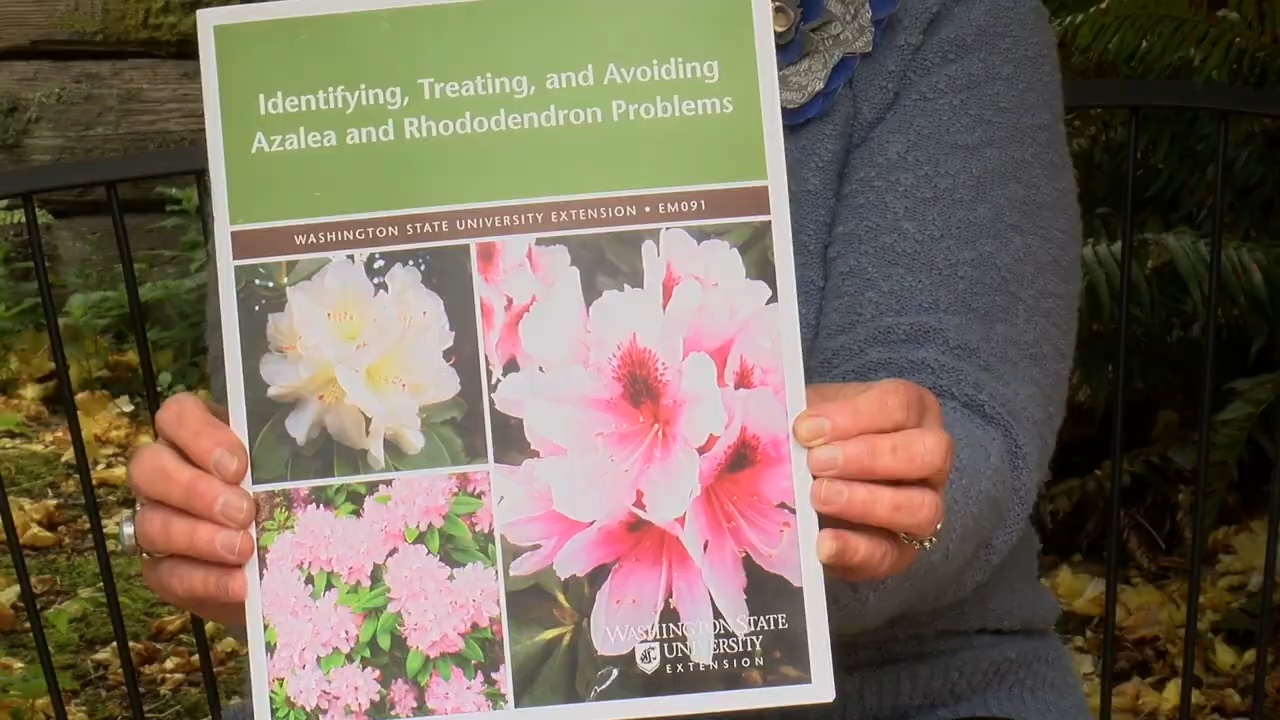 Identifying, Treating, and Avoiding
Azalea and Rhododendron Problems
WASHINGTON STATE UNIVERSITY EXTENSION • EM091
WASHINGTON STATE
UNIVERSITY
EXTENSION